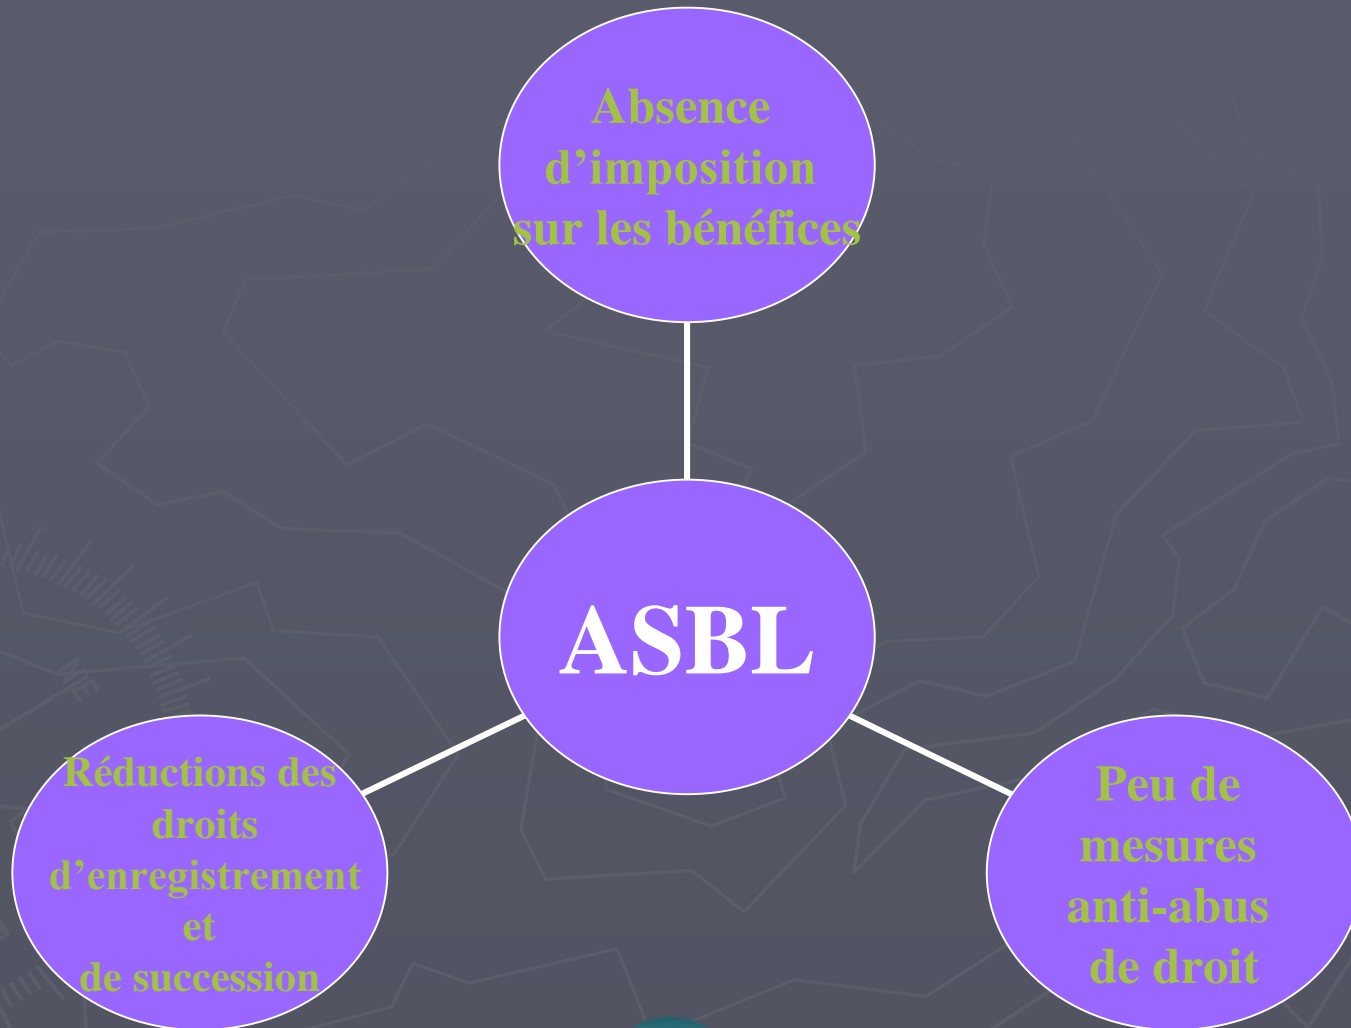 Absence
d’imposition
sur les bénéfices
ASBL
Réductions des
droits
d’enregistrement
et
de succession
Peu de
mesures
anti-abus
de droit